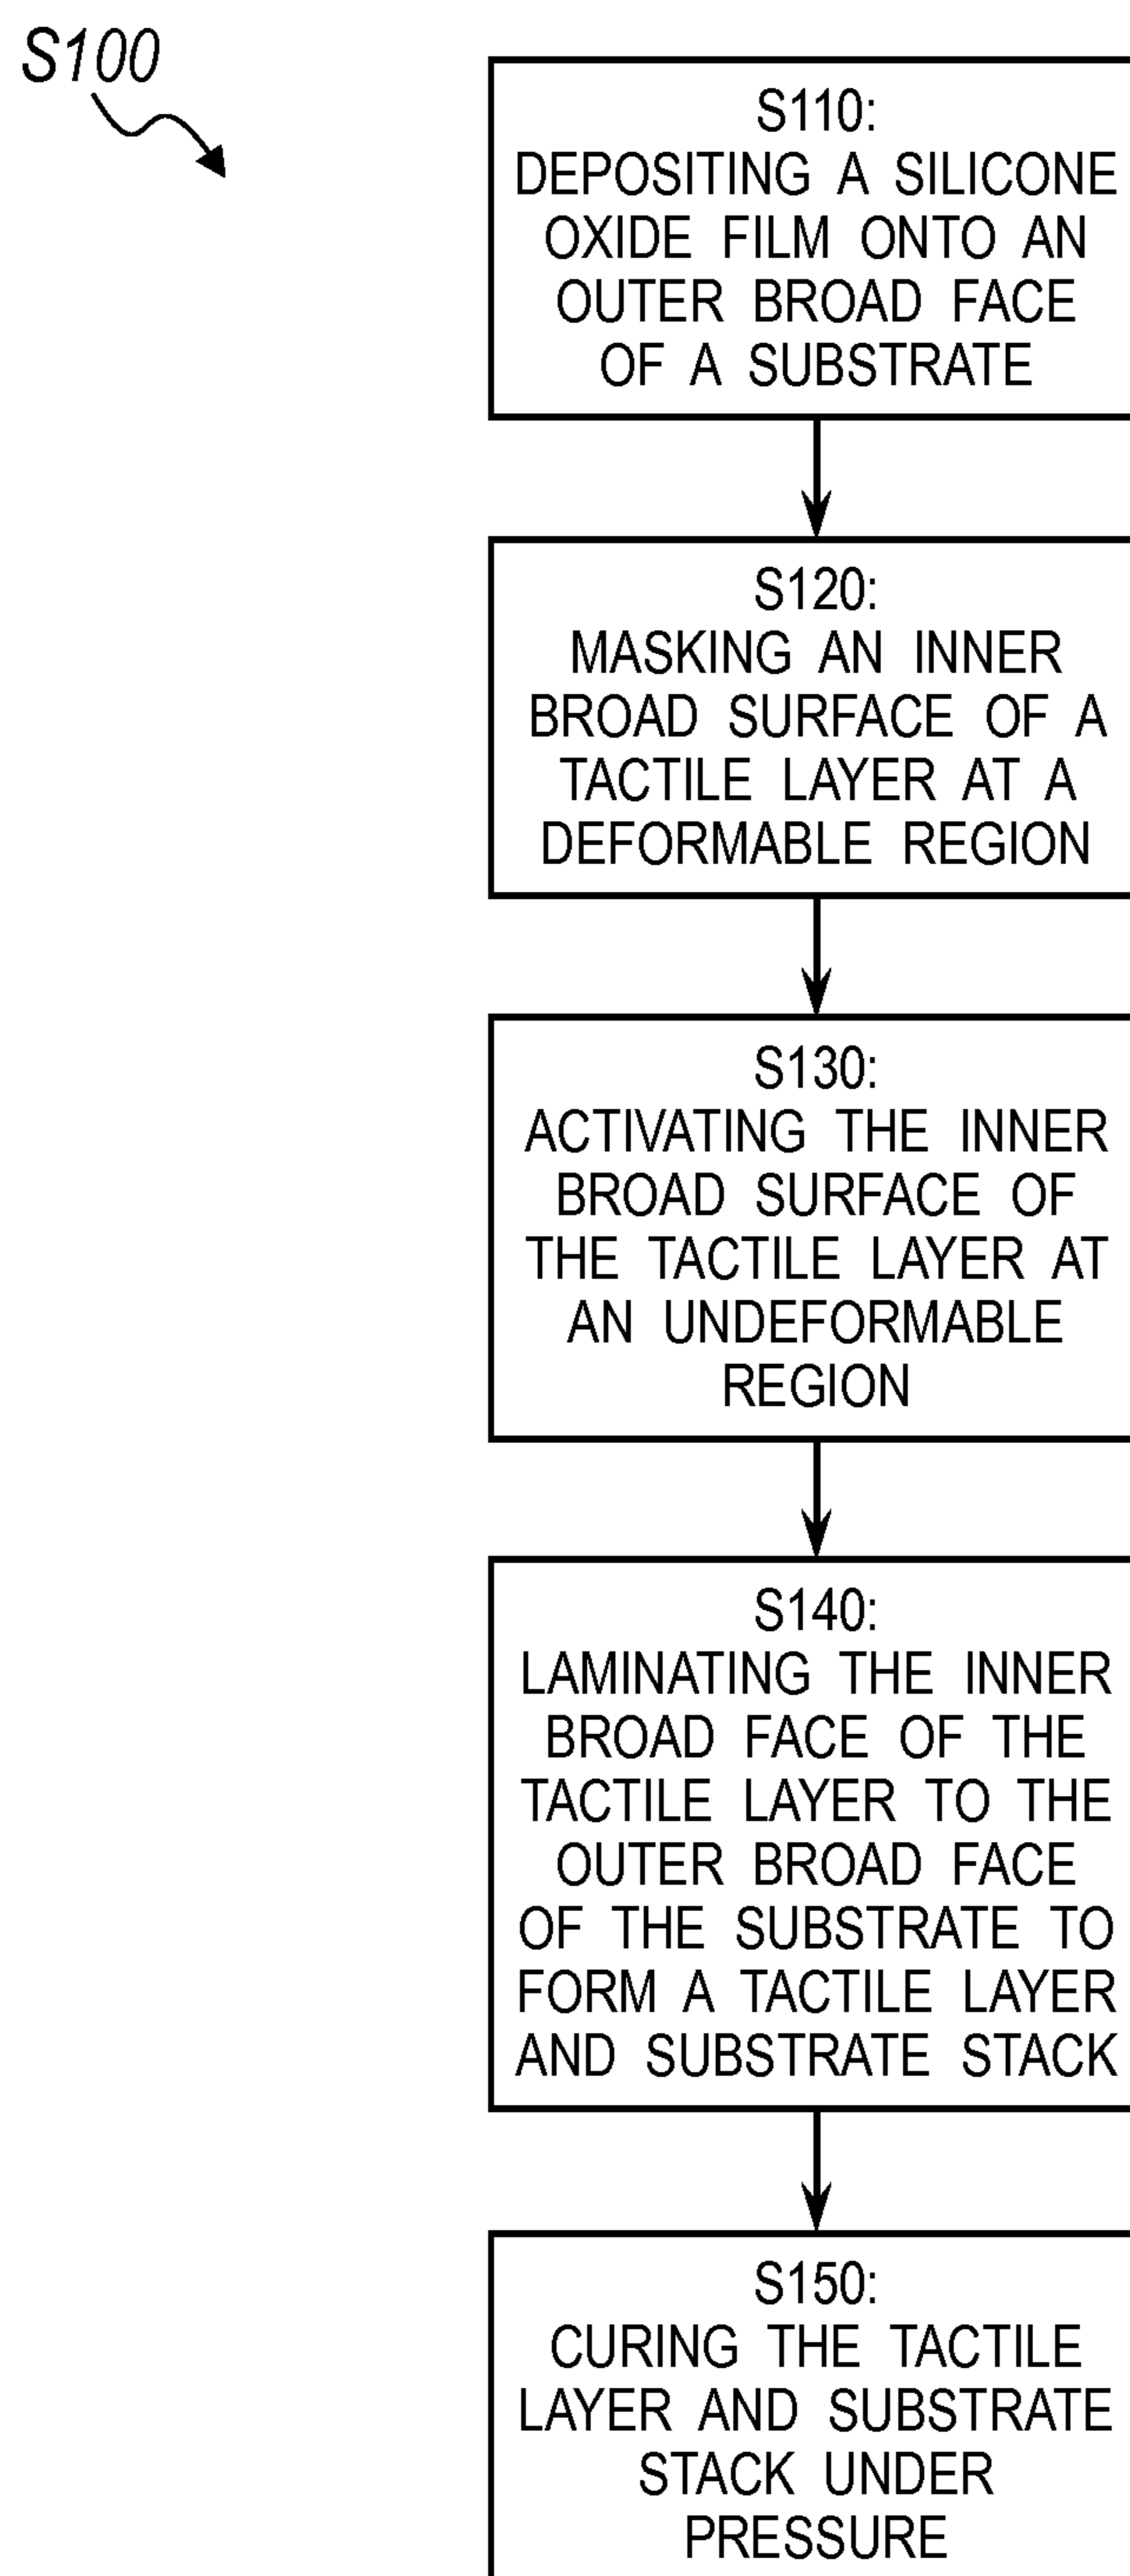 S100
S110:
DEPOSITING A SILICONE
OXIDE FILM ONTO AN
OUTER BROAD FACE
OF A SUBSTRATE
S120:
MASKING AN INNER
BROAD SURFACE OF A
TACTILE LAYER AT A
DEFORMABLE REGION
S130:
ACTIVATING THE INNER
BROAD SURFACE OF
THE TACTILE LAYER AT
AN UNDEFORMABLE
REGION
S140:
LAMINATING THE INNER
BROAD FACE OF THE
TACTILE LAYER TO THE
OUTER BROAD FACE
OF THE SUBSTRATE TO
FORM A TACTILE LAYER
AND SUBSTRATE STACK
S150:
CURING THE TACTILE
LAYER AND SUBSTRATE
STACK UNDER
PRESSURE